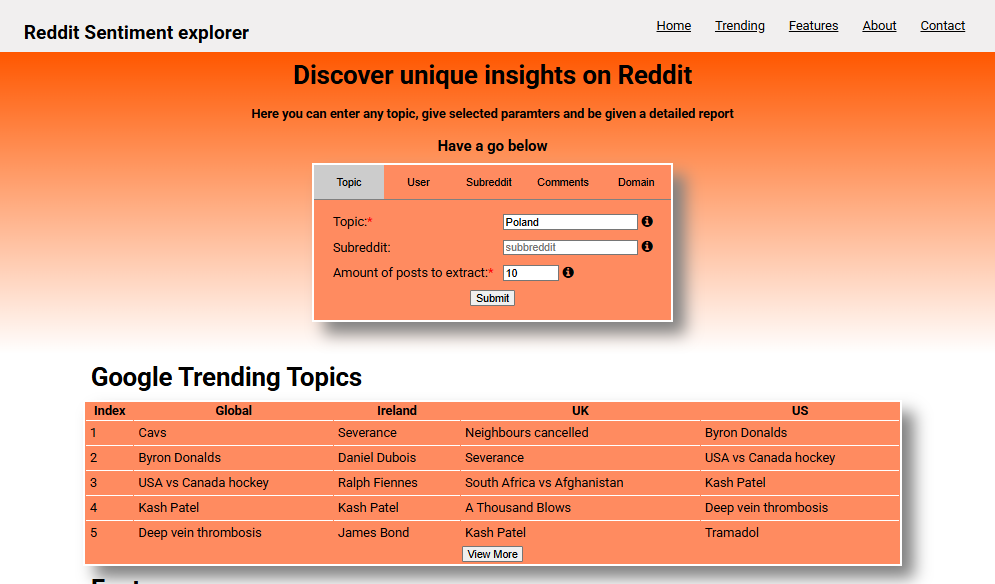 Reddit Sentiment explorer
Home Trending Features About Contact
Discover unique insights on Reddit
Here you can enter any topic, give selected paramters and be given a detailed report
Have a go below
Topic User Subreddit Comments Domain
Topic:* Poland
Subreddit: subbreddit
Amount of posts to extract:* 10
Submit
Google Trending Topics
Index Global Ireland UK US
1 Cavs Severance Neighbours cancelled Byron Donalds
2 Byron Donalds Daniel Dubois Severance USA vs Canada hockey
3 USA vs Canada hockey Ralph Fiennes South Africa vs Afghanistan Kash Patel
4 Kash Patel Kash Patel A Thousand Blows Deep vein thrombosis
5 Deep vein thrombosis James Bond Kash Patel Tramadol
View More